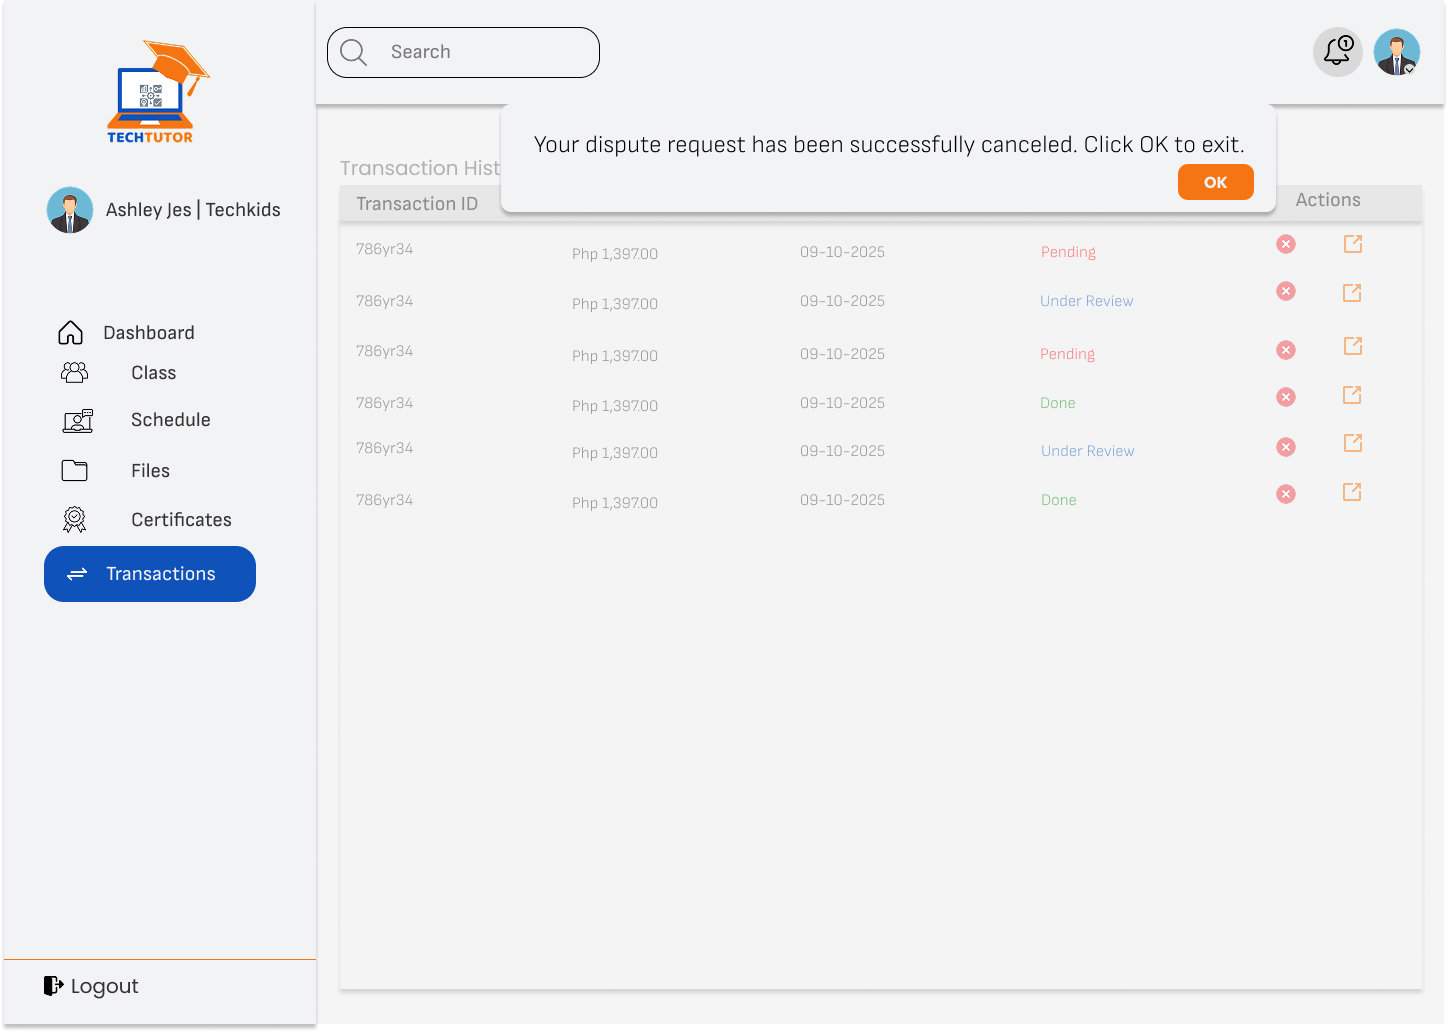 Search
1
TECHTUTOR
Your dispute request has been successfully canceled. Click OK to exit.
OK
Ashley Jes | Techkids
Transaction Hist
Transaction ID
Actions
786yr34 Php 1,397.00 09-10-2025 Pending
786yr34 Php 1,397.00 09-10-2025 Under Review
786yr34 Php 1,397.00 09-10-2025 Pending
786yr34 Php 1,397.00 09-10-2025 Done
786yr34 Php 1,397.00 09-10-2025 Under Review
786yr34 Php 1,397.00 09-10-2025 Done
Dashboard
Class
Schedule
Files
Certificates
Transactions
Logout